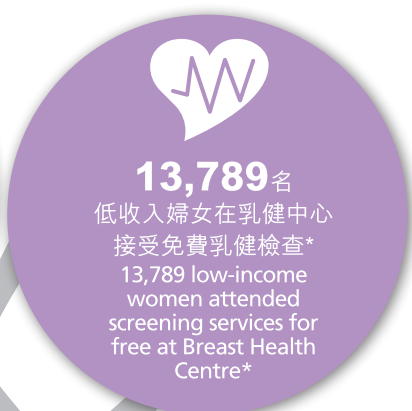 13,789名
低收入婦女在乳健中心
接受免費乳健檢查*
13,789 low-income
women attended
screening services for
free at Breast Health
Centre*